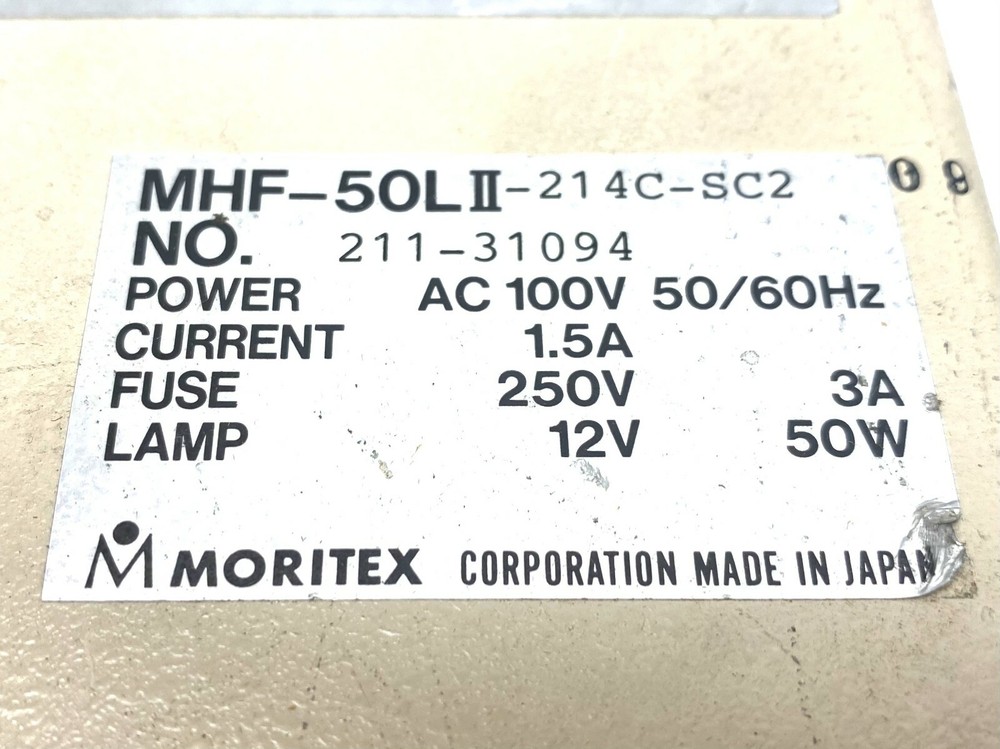 MHF-50LⅡ-214C-SC2
NO. 211-31094
POWER AC 100V 50/60Hz
CURRENT 1.5A
FUSE 250V 3A
LAMP 12V 50W
MORITEX CORPORATION MADE IN JAPAN